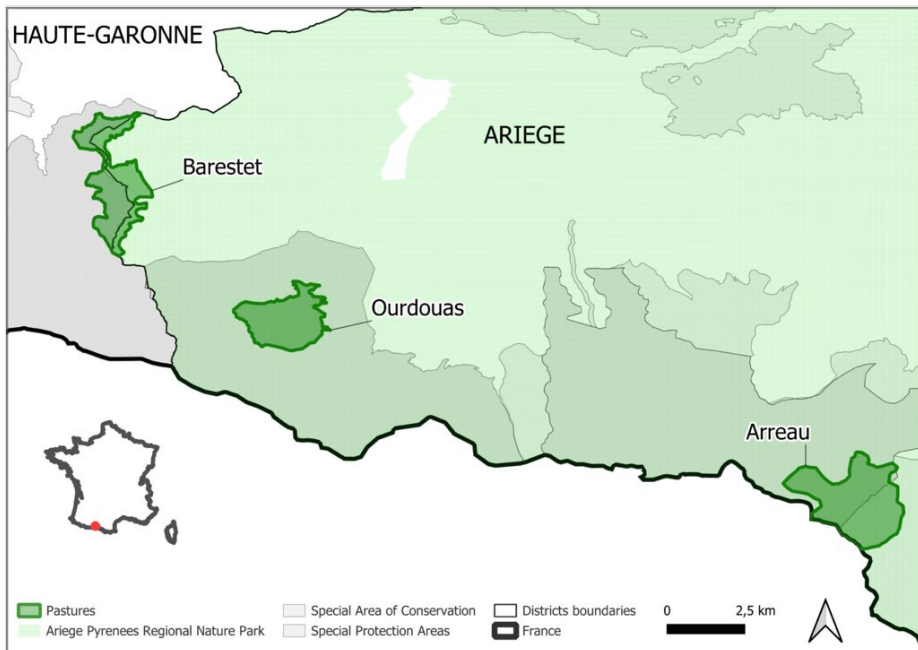 HAUTE-GARONNE
ARIEGE
Barestet
Ourdouas
Arreau
Pastures
Ariege Pyrenees Regional Nature Park
Special Area of Conservation
Special Protection Areas
Districts boundaries
France
0 2,5 km